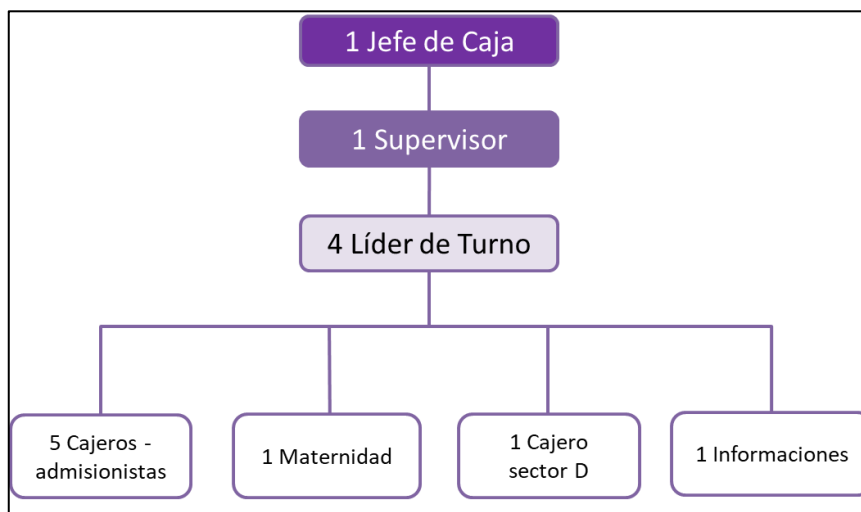 1 Jefe de Caja
1 Supervisor
4 Líder de Turno
5 Cajeros -
admisionistas
1 Maternidad
1 Cajero
sector D
1 Informaciones